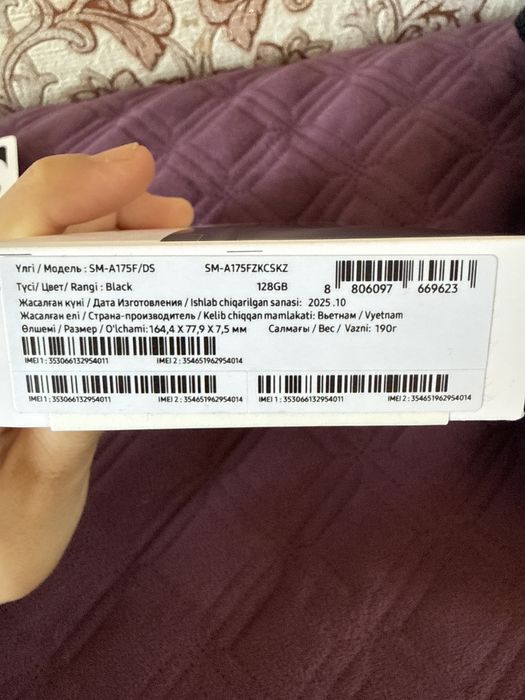 Үлгі / Модель : SM-A175F/DS SM-A175FZKCSKZ
Түсі/ Цвет/ Rangi : Black 128GB
8 806097 669623
Жасалған күні / Дата Изготовления / Ishlab chiqarilgan sanasi: 2025.10
Жасалған елі / Страна-производитель / Kelib chiqqan mamlakati: Вьетнам / Vyetnam
Өлшемі / Размер / O'lchami: 164,4 X 77,9 X 7,5 мм Салмағы / Вес / Vazni: 190г
IMEI 1 : 353066132954011 IMEI 2 : 354651962954014
IMEI 1 : 353066132954011 IMEI 2 : 354651962954014 IMEI 1 : 353066132954011 IMEI 2 : 354651962954014